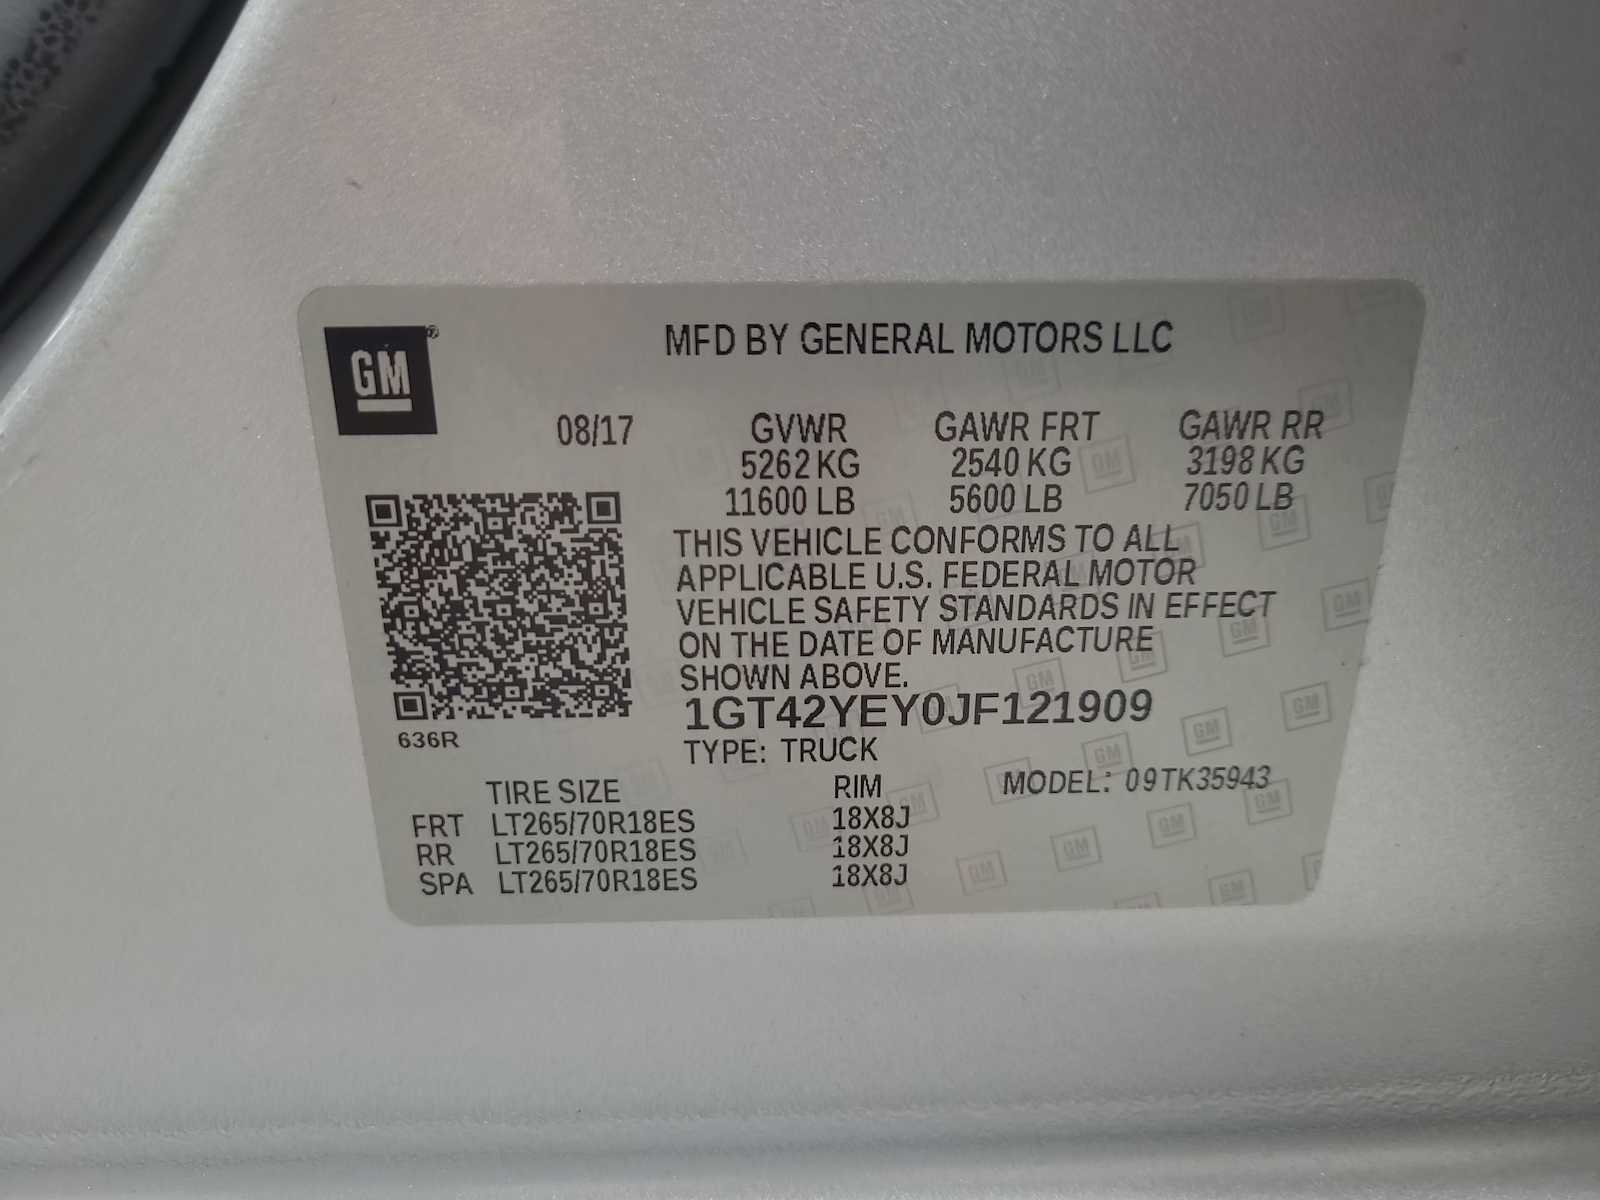 GM®
MFD BY GENERAL MOTORS LLC
08/17 GVWR GAWR FRT GAWR RR
5262 KG 2540 KG 3198 KG
11600 LB 5600 LB 7050 LB
THIS VEHICLE CONFORMS TO ALL
APPLICABLE U.S. FEDERAL MOTOR
VEHICLE SAFETY STANDARDS IN EFFECT
ON THE DATE OF MANUFACTURE
SHOWN ABOVE.
1GT42YEY0JF121909
636R
TYPE: TRUCK
TIRE SIZE RIM MODEL: 09TK35943
FRT LT265/70R18ES 18X8J
RR LT265/70R18ES 18X8J
SPA LT265/70R18ES 18X8J